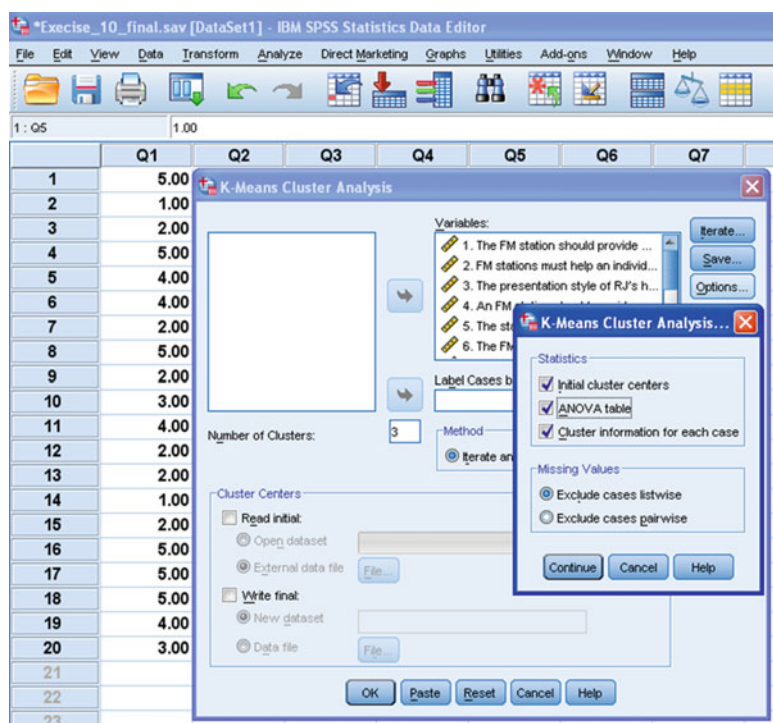 *Execise_10_final.sav [DataSet1] - IBM SPSS Statistics Data Editor
File Edit View Data Transform Analyze Direct Marketing Graphs Utilities Add-ons Window Help
1 : Q5 1.00
Q1 Q2 Q3 Q4 Q5 Q6 Q7
1 5.00
2 1.00
3 2.00
4 5.00
5 4.00
6 4.00
7 2.00
8 5.00
9 2.00
10 3.00
11 4.00
12 2.00
13 2.00
14 1.00
15 2.00
16 5.00
17 5.00
18 5.00
19 4.00
20 3.00
21
22
23
K-Means Cluster Analysis
Variables:
1. The FM station should provide ...
2. FM stations must help an individ...
3. The presentation style of RJ's h...
4. An FM
5. The
6. The FM
Iterate...
Save...
Options...
Label Cases b
Number of Clusters: 3
Method
Iterate an
Cluster Centers
Read initial:
Open dataset
External data file File...
Write final:
New dataset
Data file File...
OK Paste Reset Cancel Help
K-Means Cluster Analysis...
Statistics
Initial cluster centers
ANOVA table
Cluster information for each case
Missing Values
Exclude cases listwise
Exclude cases pairwise
Continue Cancel Help